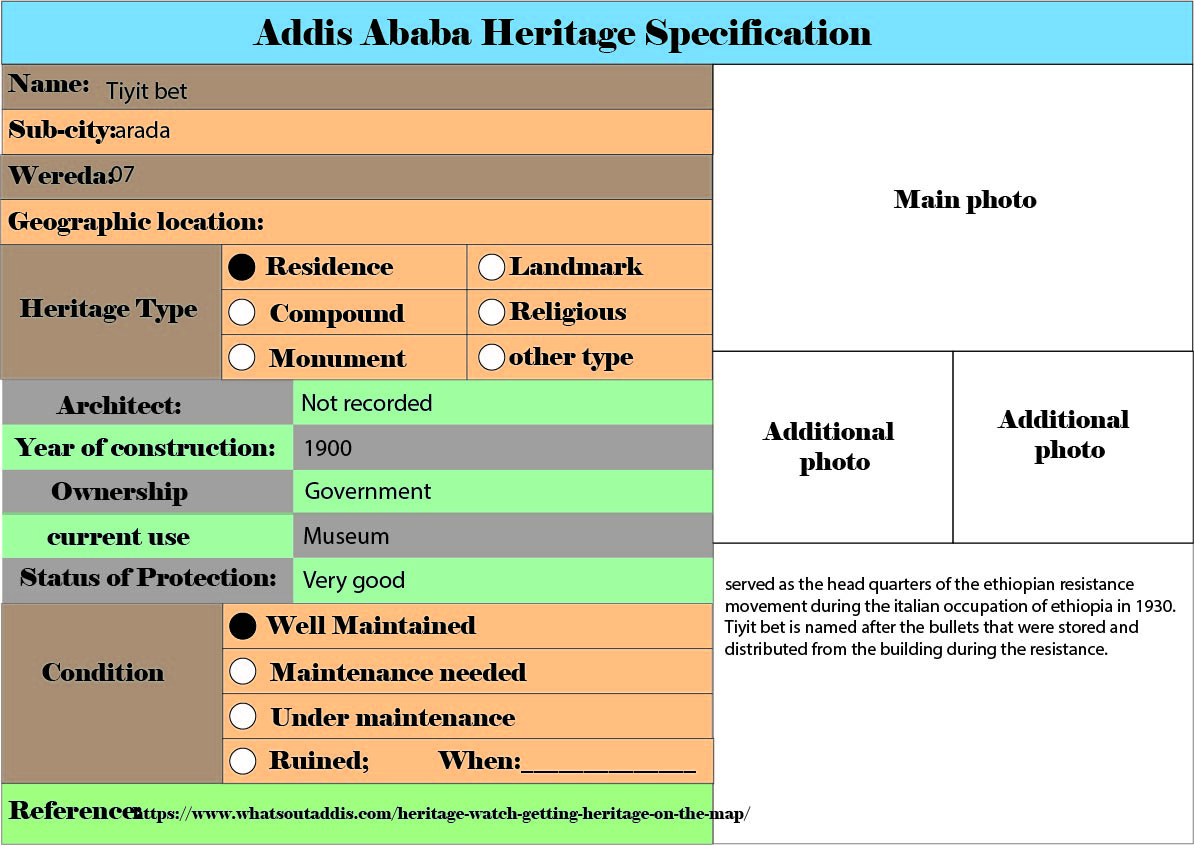 Addis Ababa Heritage Specification
Name: Tiyit bet
Sub-city: arada
Wereda: 07
Geographic location:
Heritage Type
Residence
Landmark
Compound
Religious
Monument
other type
Architect: Not recorded
Year of construction: 1900
Ownership Government
current use Museum
Status of Protection: Very good
Condition
Well Maintained
Maintenance needed
Under maintenance
Ruined; When:______________
Reference: https://www.whatsoutaddis.com/heritage-watch-getting-heritage-on-the-map/
Main photo
Additional
photo
Additional
photo
served as the head quarters of the ethiopian resistance
movement during the italian occupation of ethiopia in 1930.
Tiyit bet is named after the bullets that were stored and
distributed from the building during the resistance.